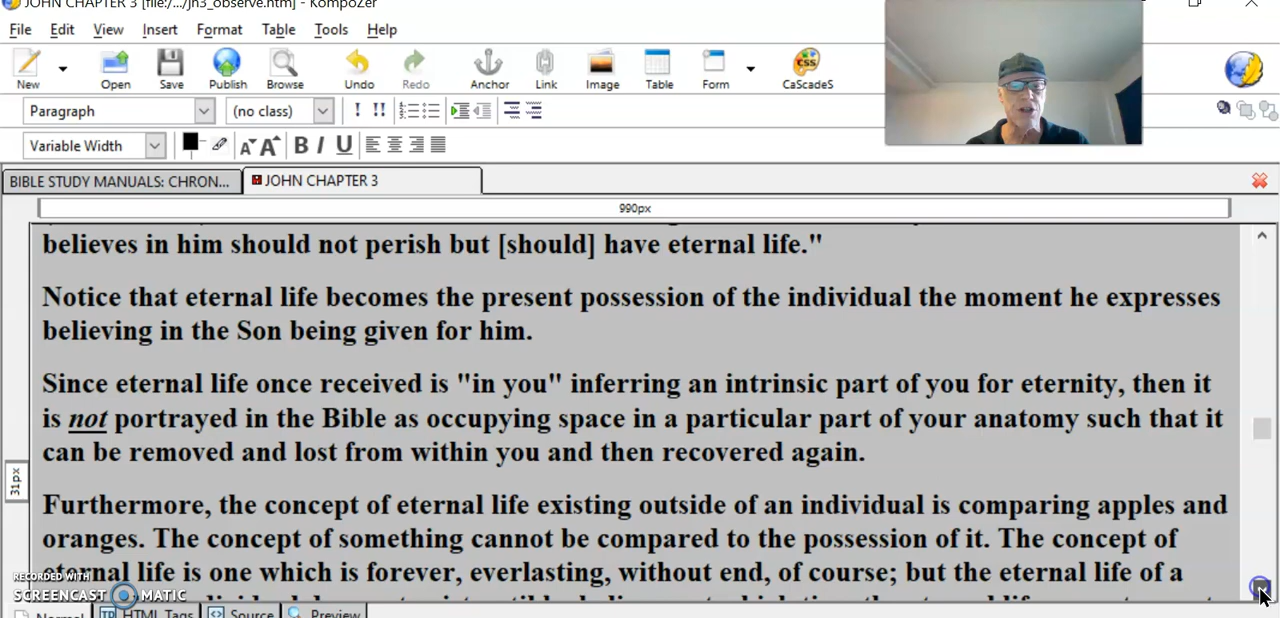 JOHN CHAPTER 3 [file:/.../jn3_observe.htm] - KompoZer
File Edit View Insert Format Table Tools Help
New Open Save Publish Browse Undo Redo Anchor Link Image Table Form CaScadeS
Paragraph (no class) ! !!
Variable Width A A B I U
BIBLE STUDY MANUALS: CHRON... JOHN CHAPTER 3
990px
believes in him should not perish but [should] have eternal life."
Notice that eternal life becomes the present possession of the individual the moment he expresses
believing in the Son being given for him.
Since eternal life once received is "in you" inferring an intrinsic part of you for eternity, then it
is not portrayed in the Bible as occupying space in a particular part of your anatomy such that it
can be removed and lost from within you and then recovered again.
31px
Furthermore, the concept of eternal life existing outside of an individual is comparing apples and
oranges. The concept of something cannot be compared to the possession of it. The concept of
eternal life is one which is forever, everlasting, without end, of course; but the eternal life of a
RECORDED WITH
SCREENCAST MATIC
Normal HTML Tags Source Preview